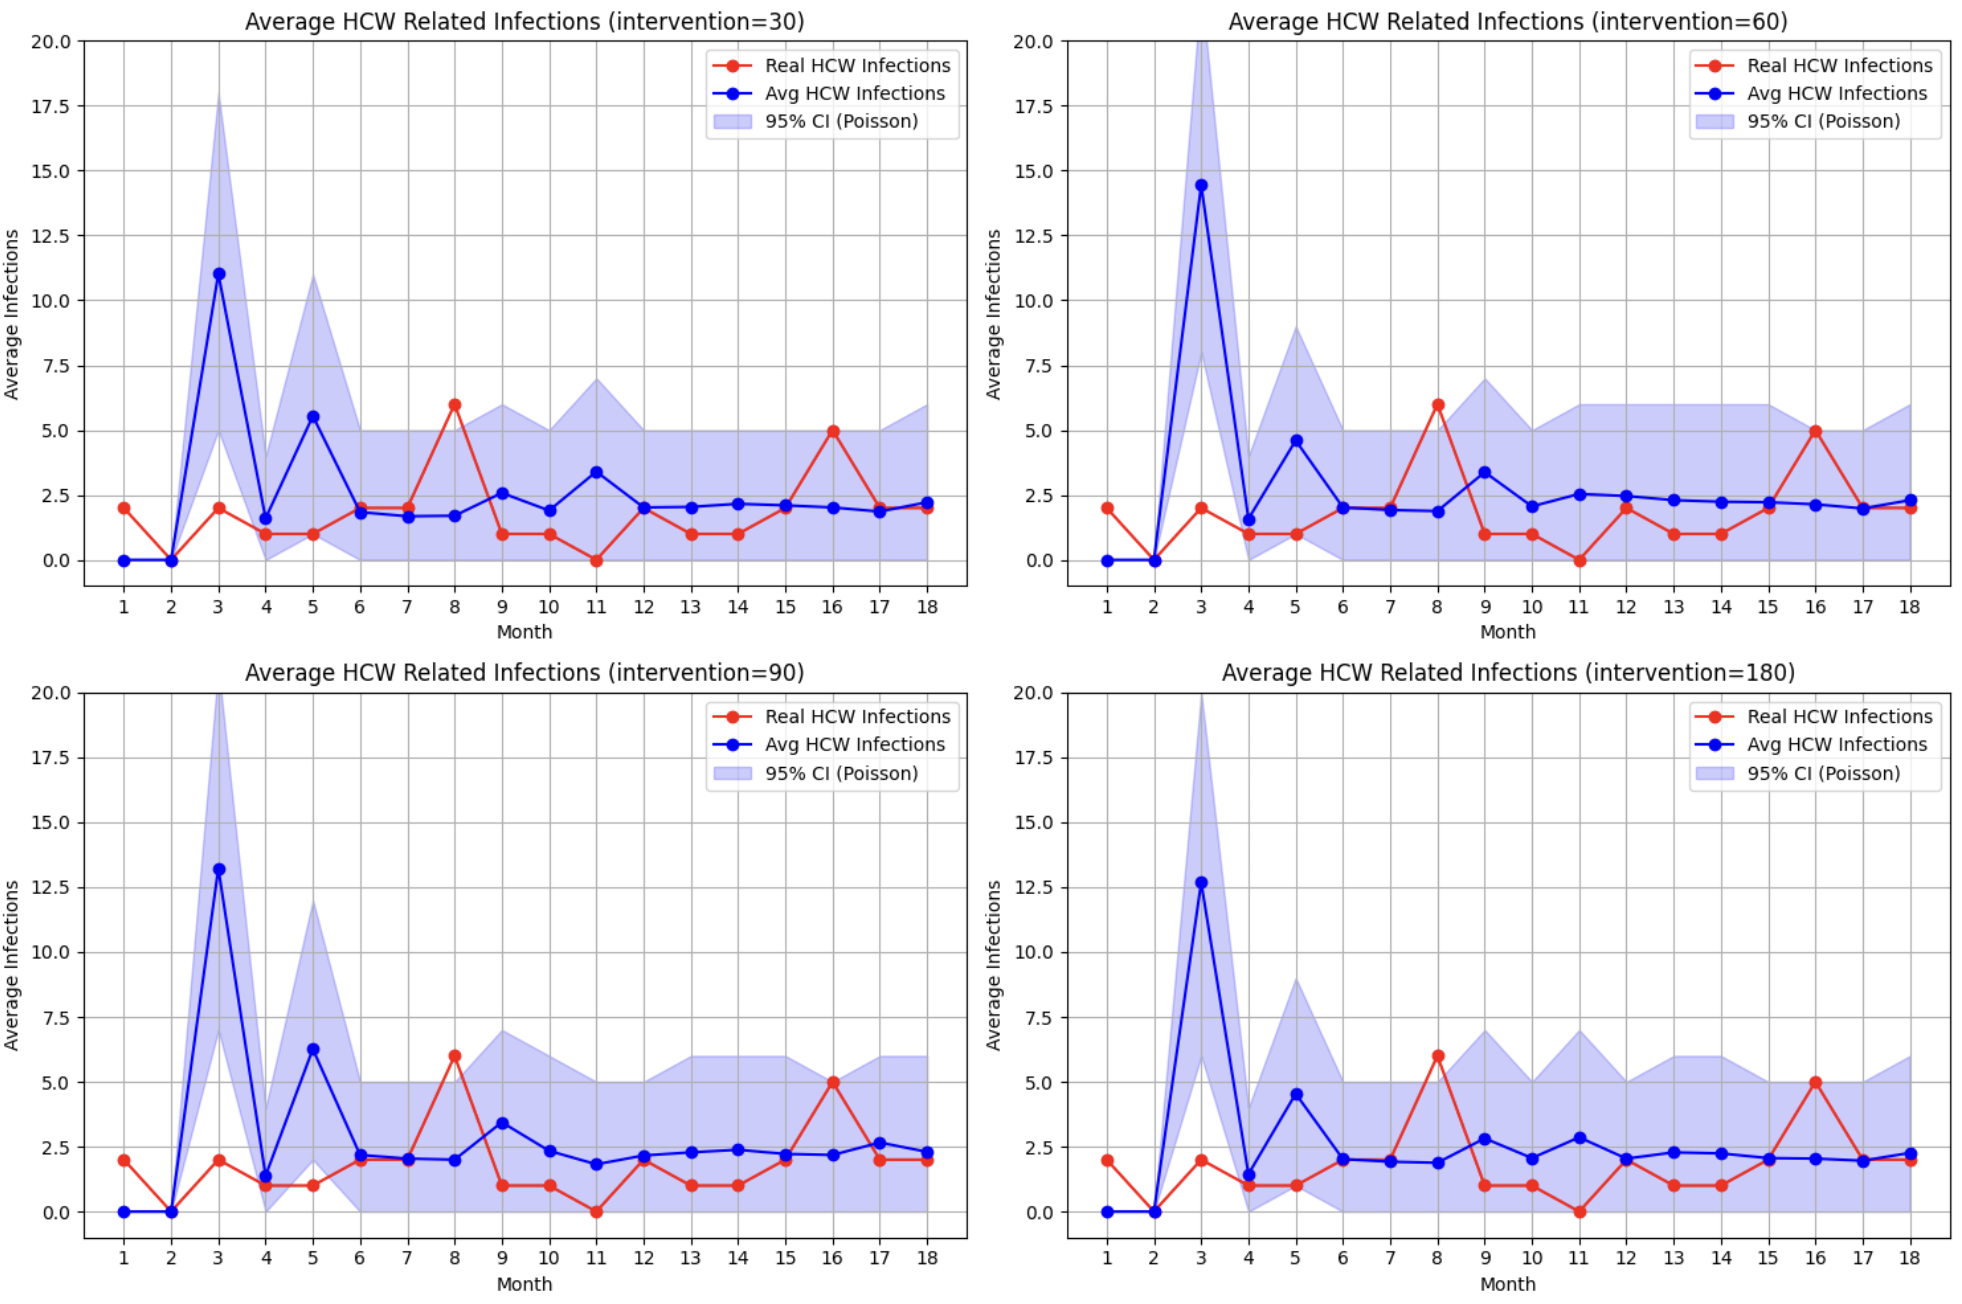 Average HCW Related Infections (intervention=30)
20.0
17.5
15.0
12.5
10.0
7.5
5.0
2.5
0.0
Average Infections
Real HCW Infections
Avg HCW Infections
95% CI (Poisson)
1 2 3 4 5 6 7 8 9 10 11 12 13 14 15 16 17 18
Month
Average HCW Related Infections (intervention=60)
20.0
17.5
15.0
12.5
10.0
7.5
5.0
2.5
0.0
Average Infections
Real HCW Infections
Avg HCW Infections
95% CI (Poisson)
1 2 3 4 5 6 7 8 9 10 11 12 13 14 15 16 17 18
Month
Average HCW Related Infections (intervention=90)
20.0
17.5
15.0
12.5
10.0
7.5
5.0
2.5
0.0
Average Infections
Real HCW Infections
Avg HCW Infections
95% CI (Poisson)
1 2 3 4 5 6 7 8 9 10 11 12 13 14 15 16 17 18
Month
Average HCW Related Infections (intervention=180)
20.0
17.5
15.0
12.5
10.0
7.5
5.0
2.5
0.0
Average Infections
Real HCW Infections
Avg HCW Infections
95% CI (Poisson)
1 2 3 4 5 6 7 8 9 10 11 12 13 14 15 16 17 18
Month